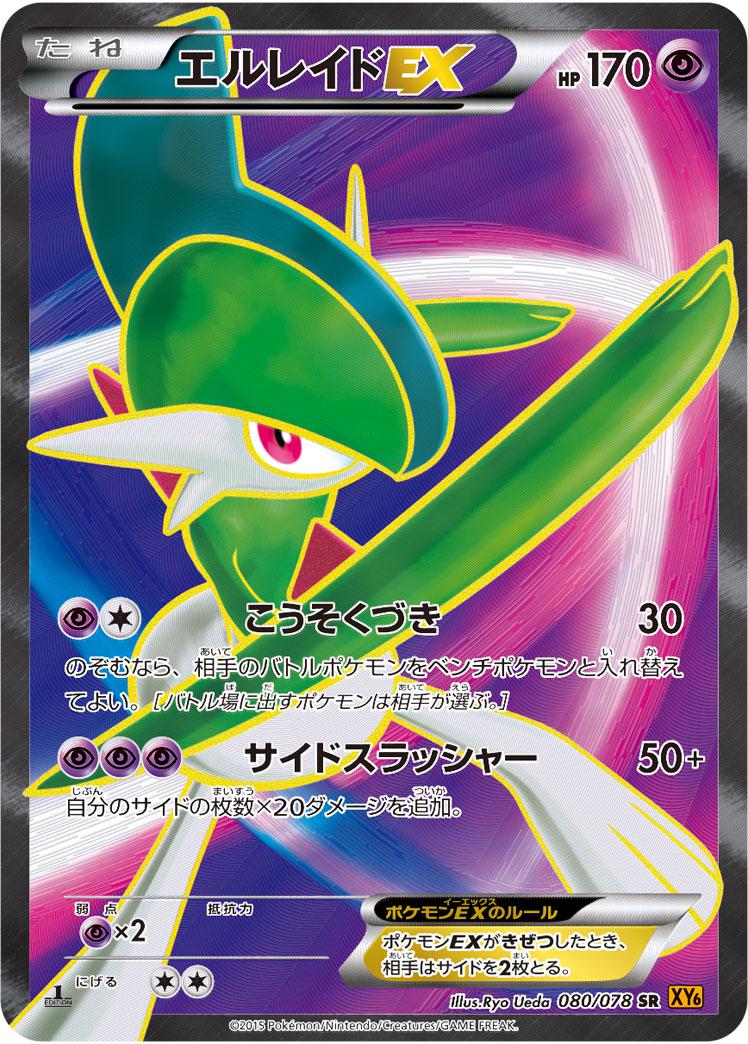 たね エルレイドEX HP170
こうそくづき 30
のぞむなら、相手のバトルポケモンをベンチポケモンと入れ替え
てよい。[バトル場に出すポケモンは相手が選ぶ。]
サイドスラッシャー 50+
自分のサイドの枚数×20ダメージを追加。
弱点 抵抗力
×2
にげる
ポケモンEXのルール
ポケモンEXがきぜつしたとき、
相手はサイドを2枚とる。
1 EDITION
Illus.Ryo Ueda 080/078 SR XY6
©2015 Pokémon/Nintendo/Creatures/GAME FREAK.